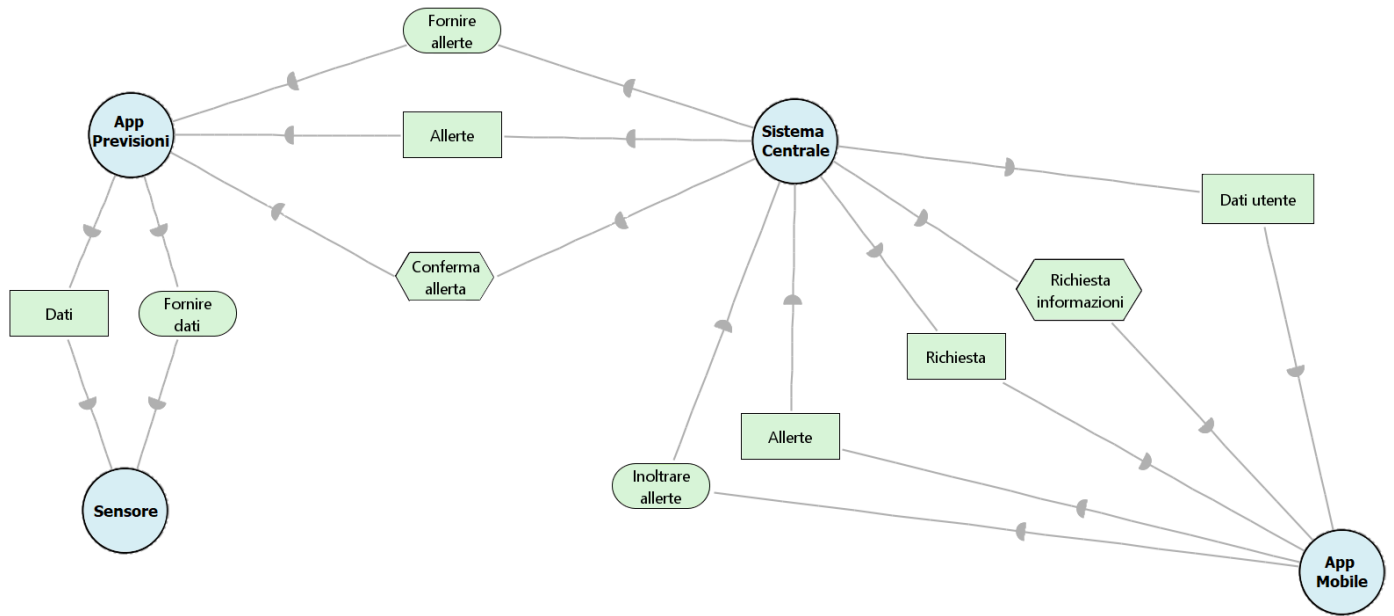 Fornire
allerte
App
Previsioni
Allerte
Sistema
Centrale
Dati utente
Conferma
allerta
Richiesta
informazioni
Dati
Fornire
dati
Richiesta
Allerte
Inoltrare
allerte
Sensore
App
Mobile